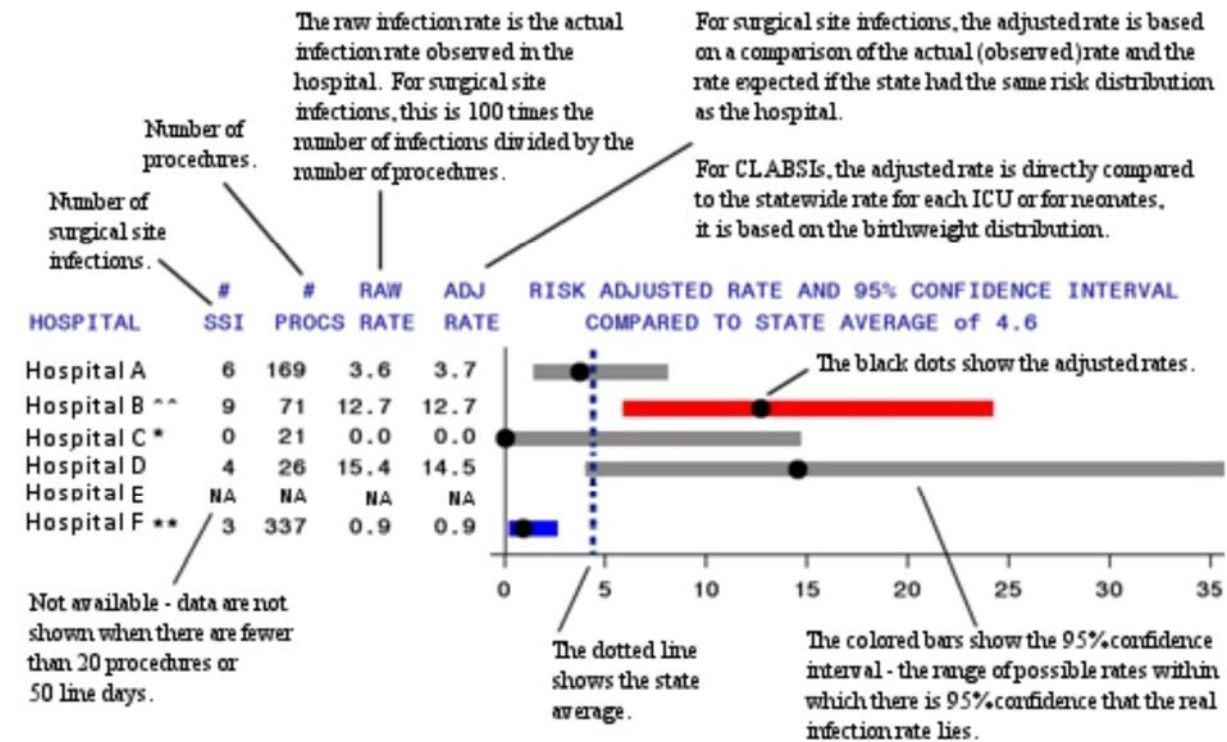 The raw infection rate is the actual
infection rate observed in the
hospital. For surgical site
infections, this is 100 times the
number of infections divided by the
number of procedures.
For surgical site infections, the adjusted rate is based
on a comparison of the actual (observed) rate and the
rate expected if the state had the same risk distribution
as the hospital.
For CLABSIs, the adjusted rate is directly compared
to the statewide rate for each ICU or for neonates,
it is based on the birthweight distribution.
Number of
procedures.
Number of
surgical site
infections.
# # RAW ADJ RISK ADJUSTED RATE AND 95% CONFIDENCE INTERVAL
HOSPITAL SSI PROCS RATE RATE COMPARED TO STATE AVERAGE of 4.6
Hospital A 6 169 3.6 3.7
The black dots show the adjusted rates.
Hospital B ^^ 9 71 12.7 12.7
Hospital C * 0 21 0.0 0.0
Hospital D 4 26 15.4 14.5
Hospital E NA NA NA NA
Hospital F ** 3 337 0.9 0.9
0 5 10 15 20 25 30 35
Not available - data are not
shown when there are fewer
than 20 procedures or
50 line days.
The dotted line
shows the state
average.
The colored bars show the 95% confidence
interval - the range of possible rates within
which there is 95% confidence that the real
infection rate lies.